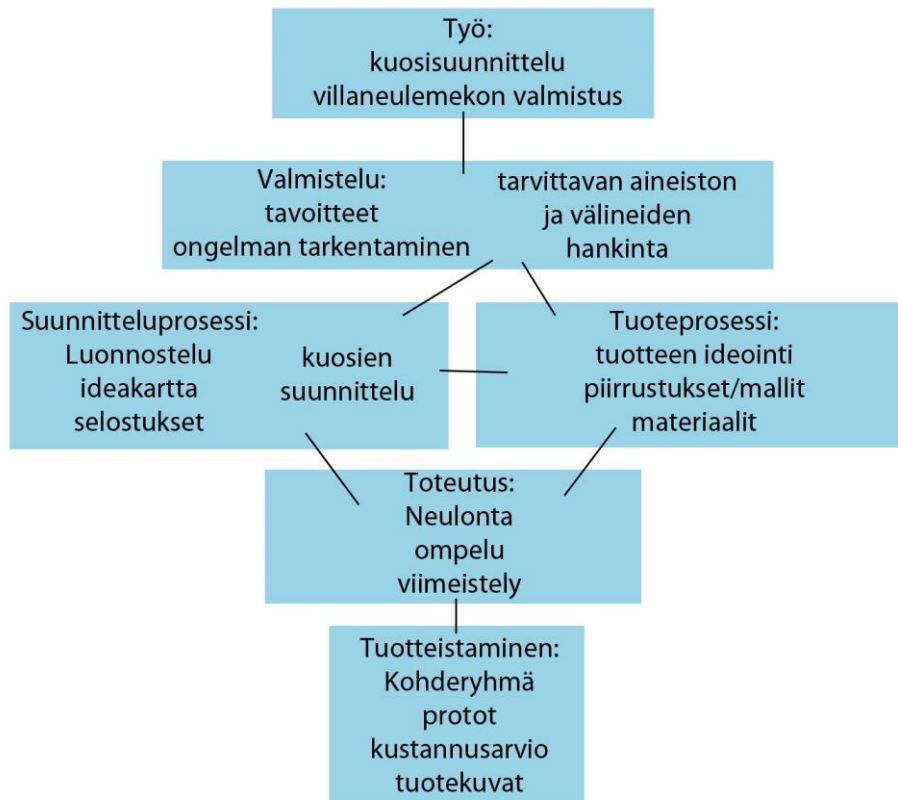 Työ:
kuosisuunnittelu
villaneulemekon valmistus
Valmistelu:
tavoitteet
ongelman tarkentaminen
tarvittavan aineiston
ja välineiden
hankinta
Suunnitteluprosessi:
Luonnostelu
ideakartta
selostukset
kuosien
suunnittelu
Tuoteprosessi:
tuotteen ideointi
piirrustukset/mallit
materiaalit
Toteutus:
Neulonta
ompelu
viimeistely
Tuotteistaminen:
Kohderyhmä
protot
kustannusarvio
tuotekuvat